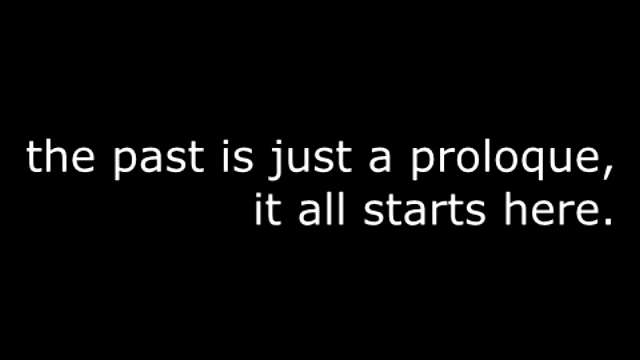 the past is just a proloque,
it all starts here.